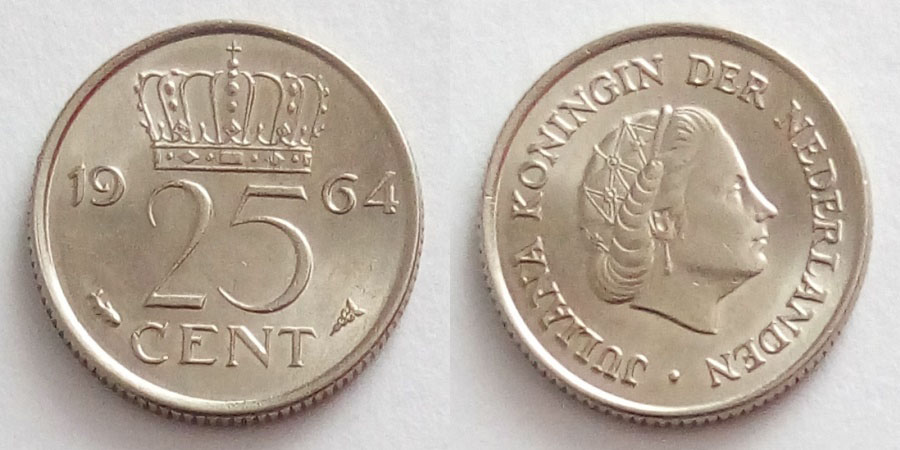 19 64
25
CENT
JULIANA KONINGIN DER NEDERLANDEN ·